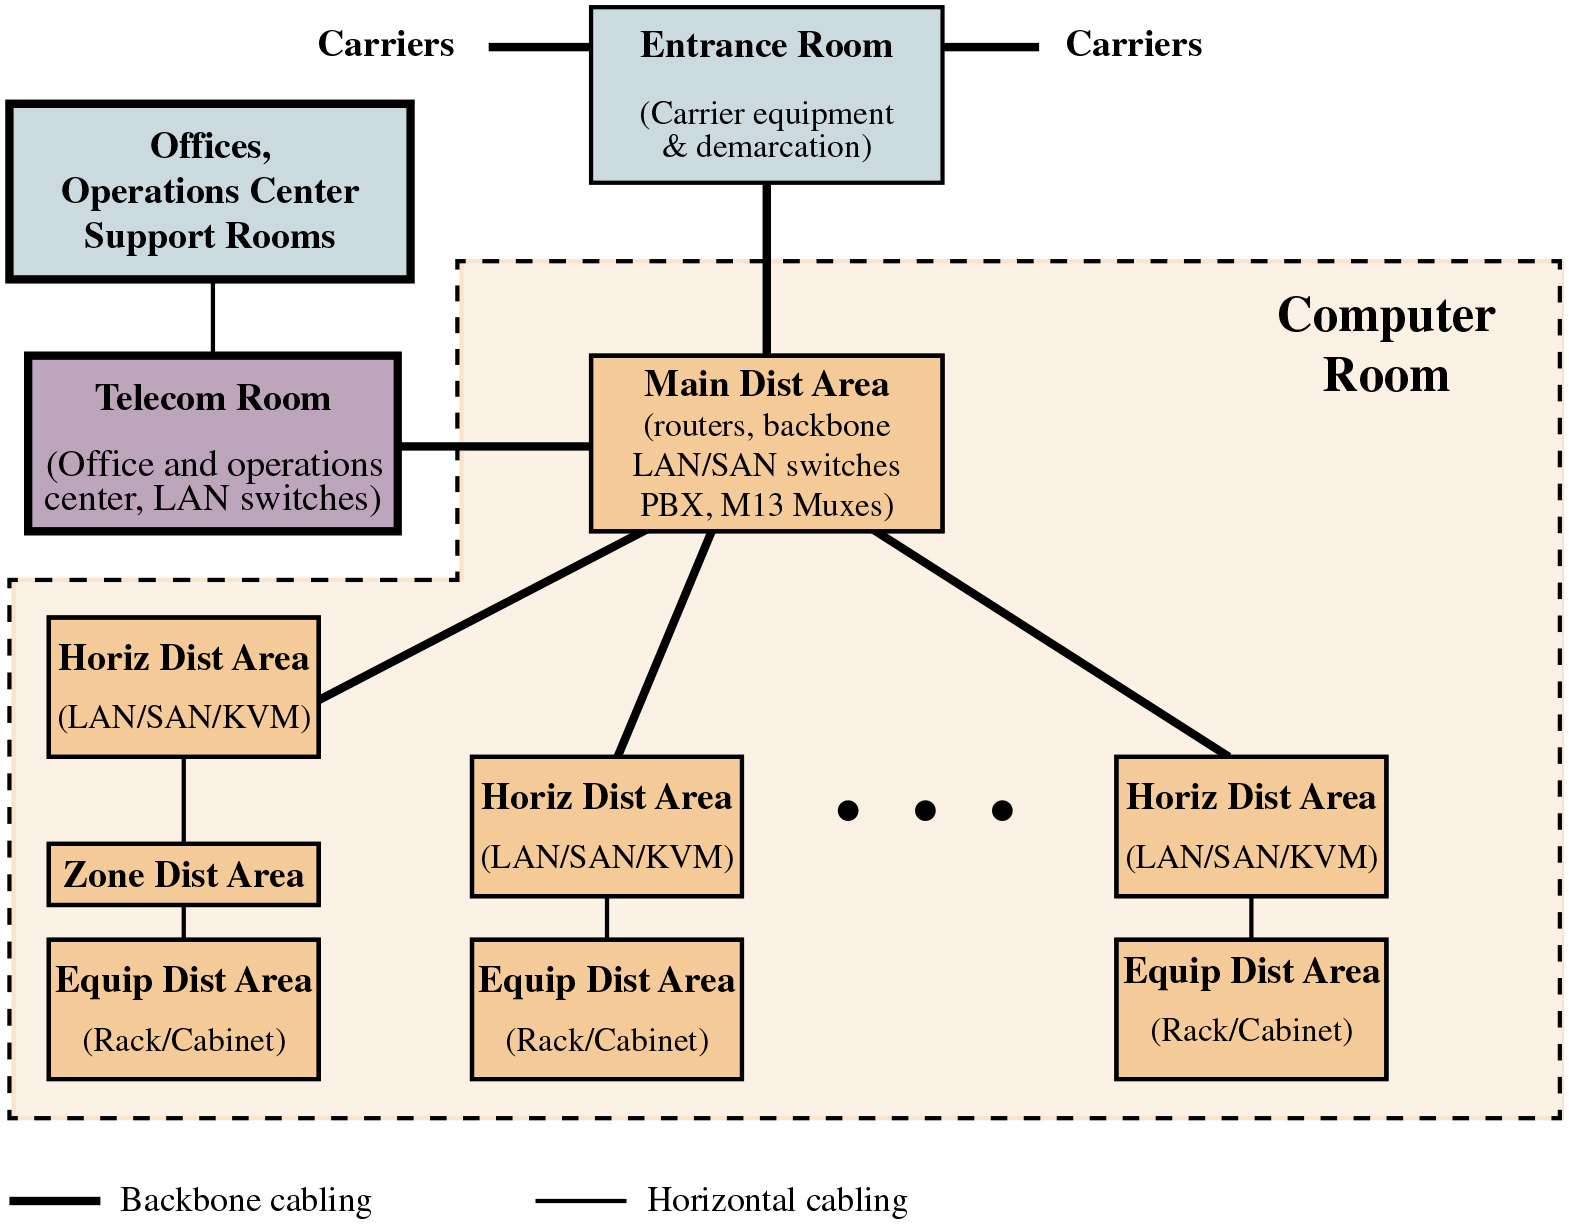 Carriers
Entrance Room
Carriers
(Carrier equipment
& demarcation)
Offices,
Operations Center
Support Rooms
Computer
Room
Telecom Room
(Office and operations
center, LAN switches)
Main Dist Area
(routers, backbone
LAN/SAN switches
PBX, M13 Muxes)
Horiz Dist Area
(LAN/SAN/KVM)
Horiz Dist Area
(LAN/SAN/KVM)
Horiz Dist Area
(LAN/SAN/KVM)
Zone Dist Area
Equip Dist Area
(Rack/Cabinet)
Equip Dist Area
(Rack/Cabinet)
Equip Dist Area
(Rack/Cabinet)
Backbone cabling
Horizontal cabling